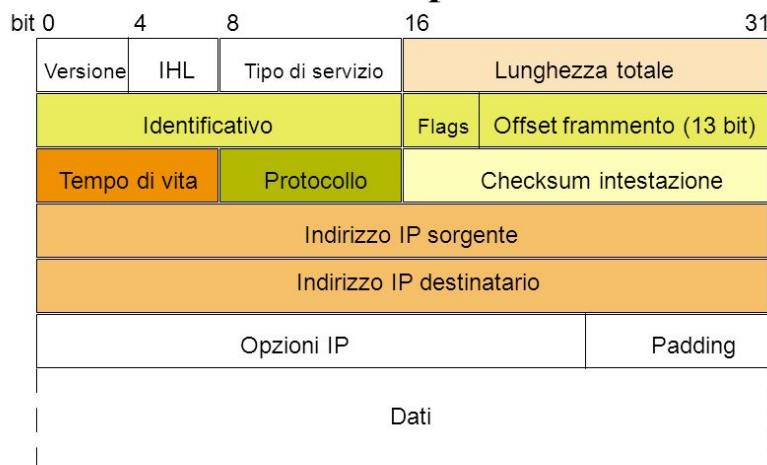 bit 0 4 8 16 31
Versione IHL Tipo di servizio Lunghezza totale
Identificativo Flags Offset frammento (13 bit)
Tempo di vita Protocollo Checksum intestazione
Indirizzo IP sorgente
Indirizzo IP destinatario
Opzioni IP Padding
Dati